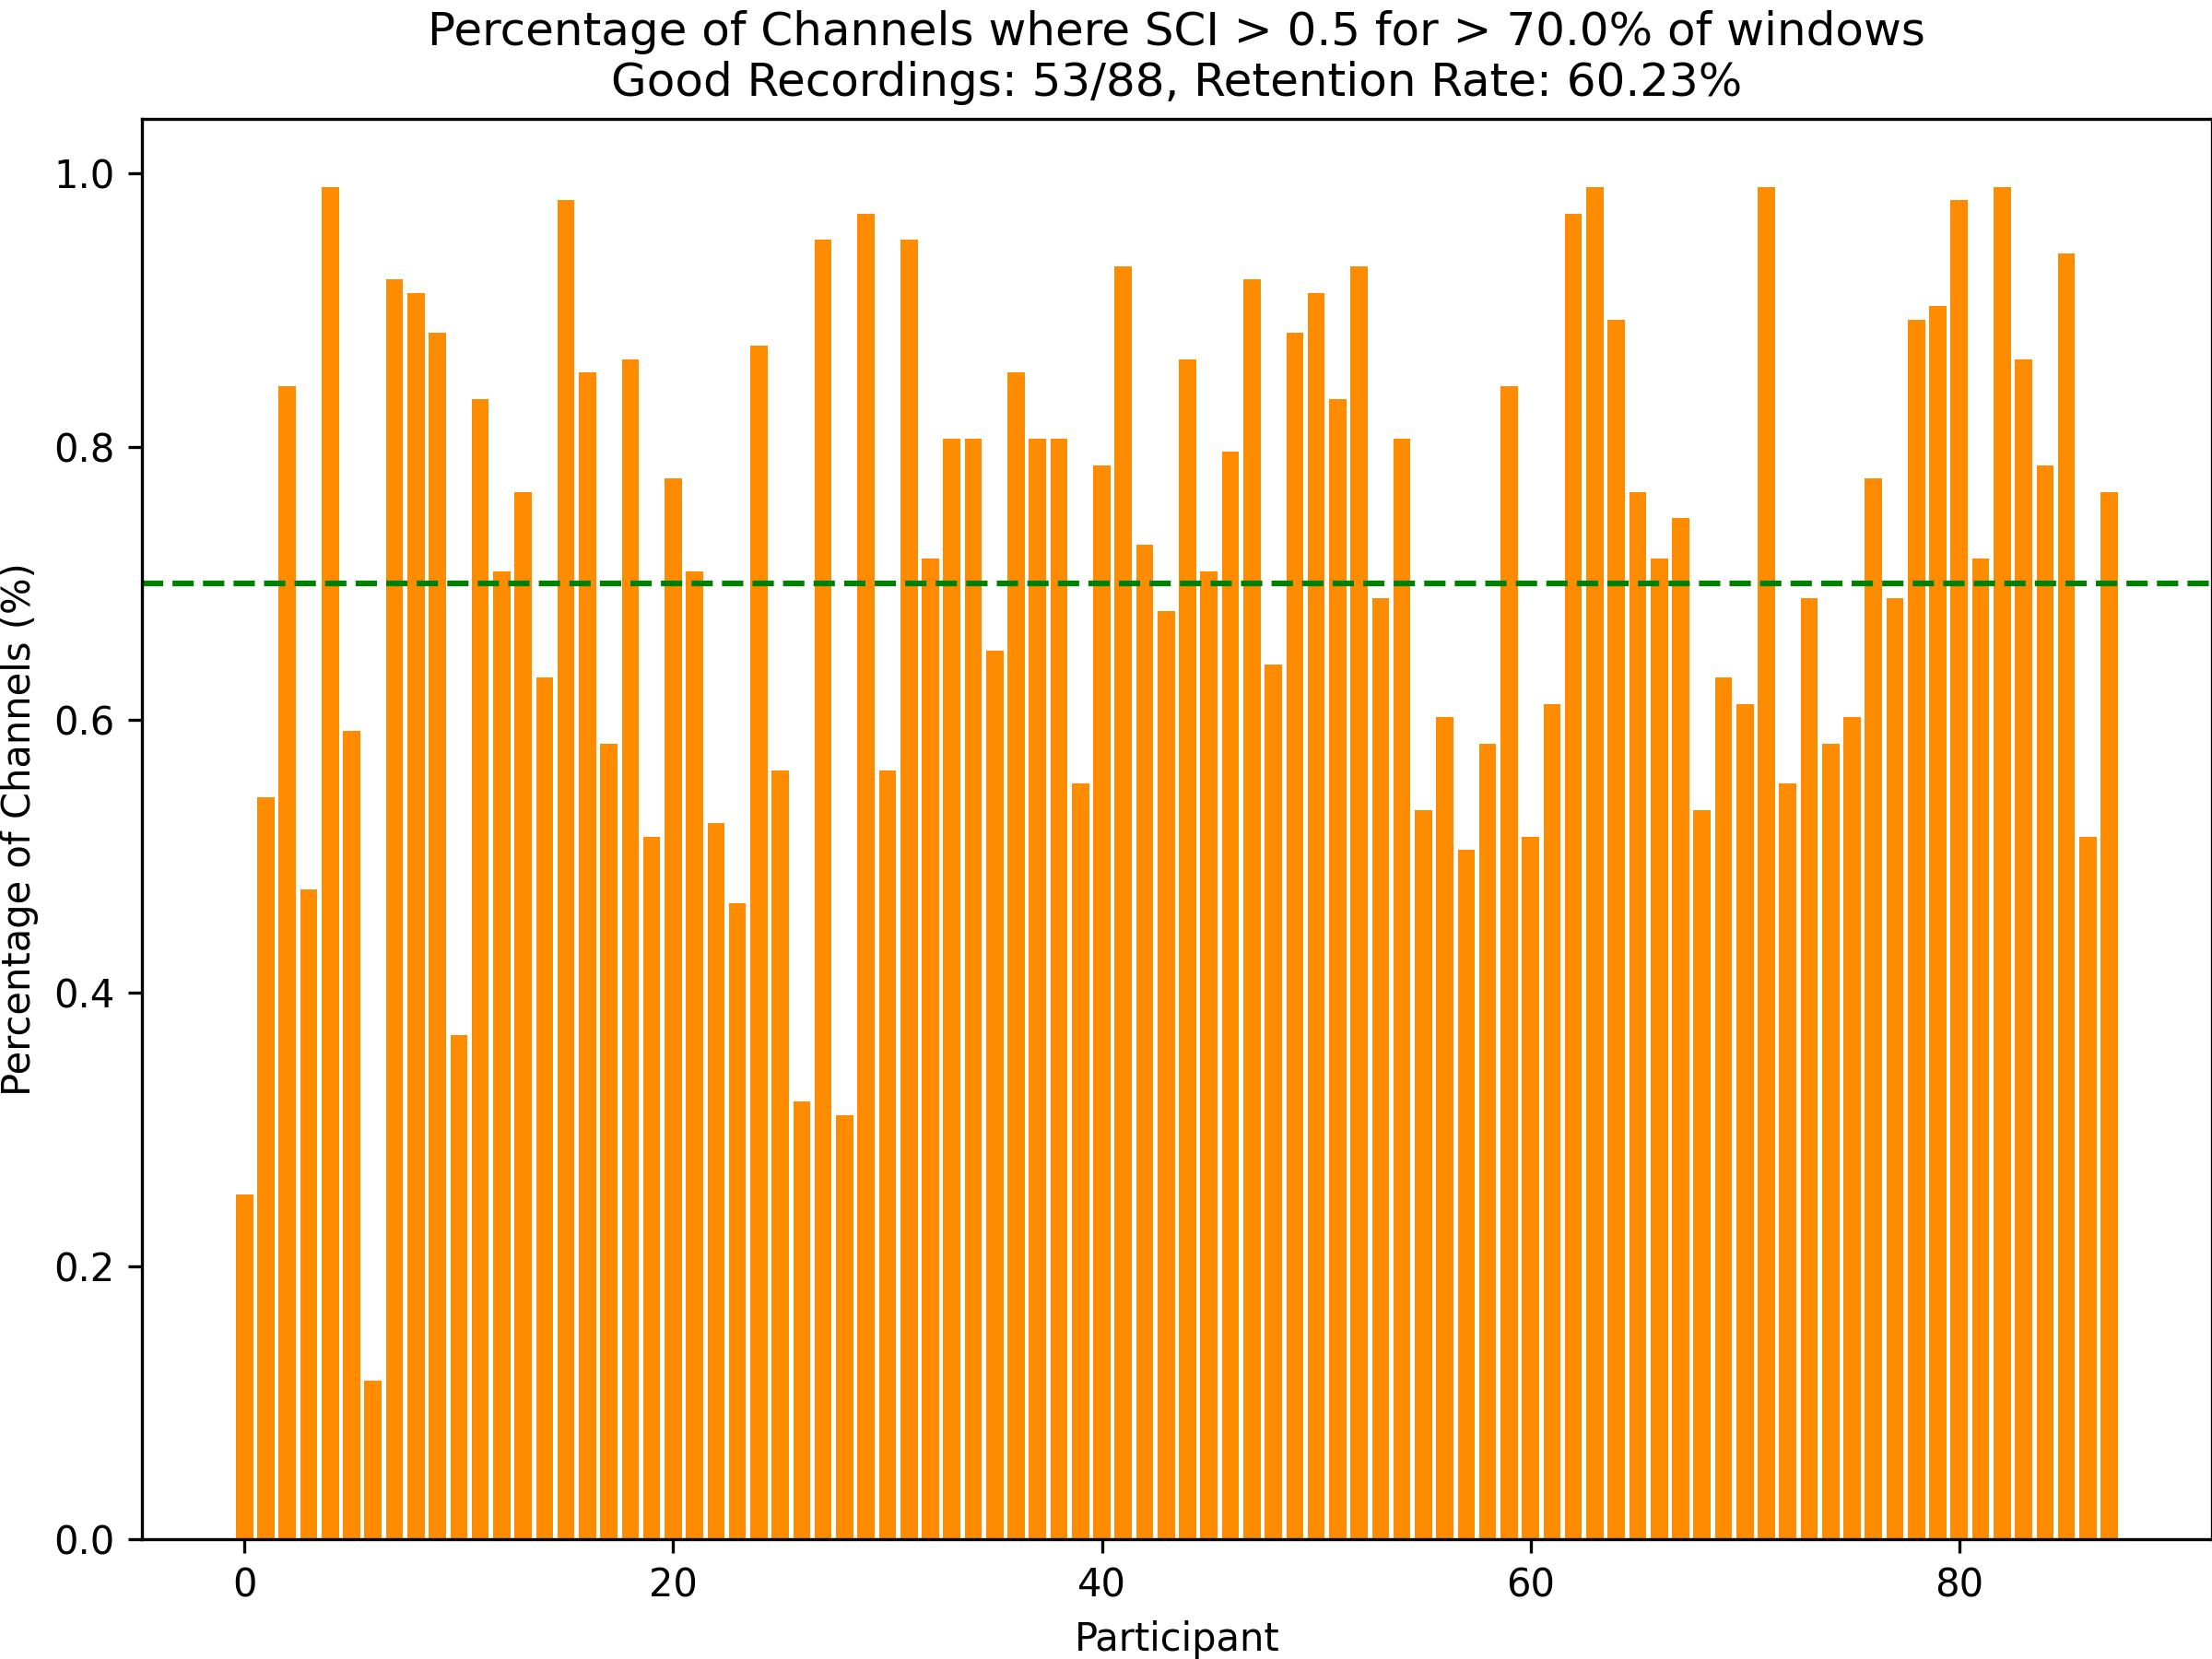 Percentage of Channels where SCI > 0.5 for > 70.0% of windows
Good Recordings: 53/88, Retention Rate: 60.23%
Percentage of Channels (%)
1.0
0.8
0.6
0.4
0.2
0.0
0 20 40 60 80
Participant